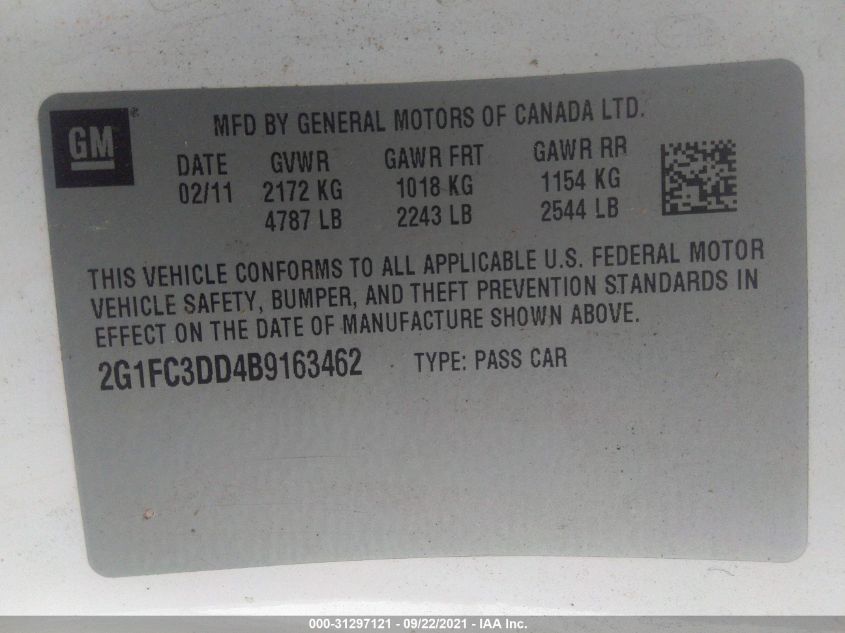 GM®
MFD BY GENERAL MOTORS OF CANADA LTD.
DATE GVWR GAWR FRT GAWR RR
02/11 2172 KG 1018 KG 1154 KG
4787 LB 2243 LB 2544 LB
THIS VEHICLE CONFORMS TO ALL APPLICABLE U.S. FEDERAL MOTOR
VEHICLE SAFETY, BUMPER, AND THEFT PREVENTION STANDARDS IN
EFFECT ON THE DATE OF MANUFACTURE SHOWN ABOVE.
2G1FC3DD4B9163462 TYPE: PASS CAR
000-31297121 - 09/22/2021 - IAA Inc.